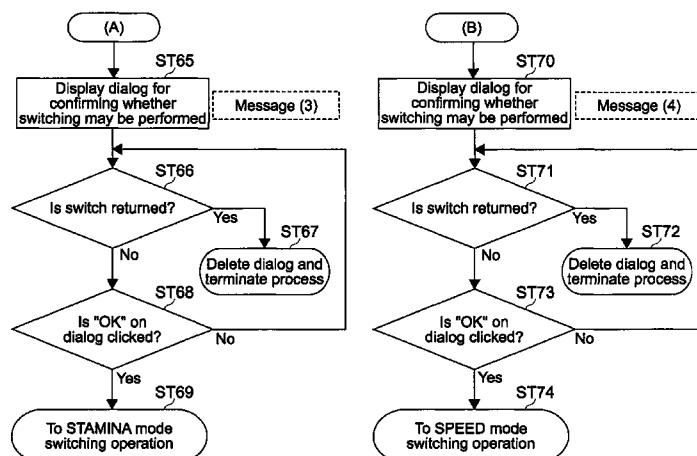 (A)
ST65
Display dialog for
confirming whether
switching may be performed
Message (3)
ST66
Is switch returned?
Yes
ST67
No
Delete dialog and
terminate process
ST68
Is "OK" on
dialog clicked?
No
Yes
ST69
To STAMINA mode
switching operation
(B)
ST70
Display dialog for
confirming whether
switching may be performed
Message (4)
ST71
Is switch returned?
Yes
ST72
No
Delete dialog and
terminate process
ST73
Is "OK" on
dialog clicked?
No
Yes
ST74
To SPEED mode
switching operation